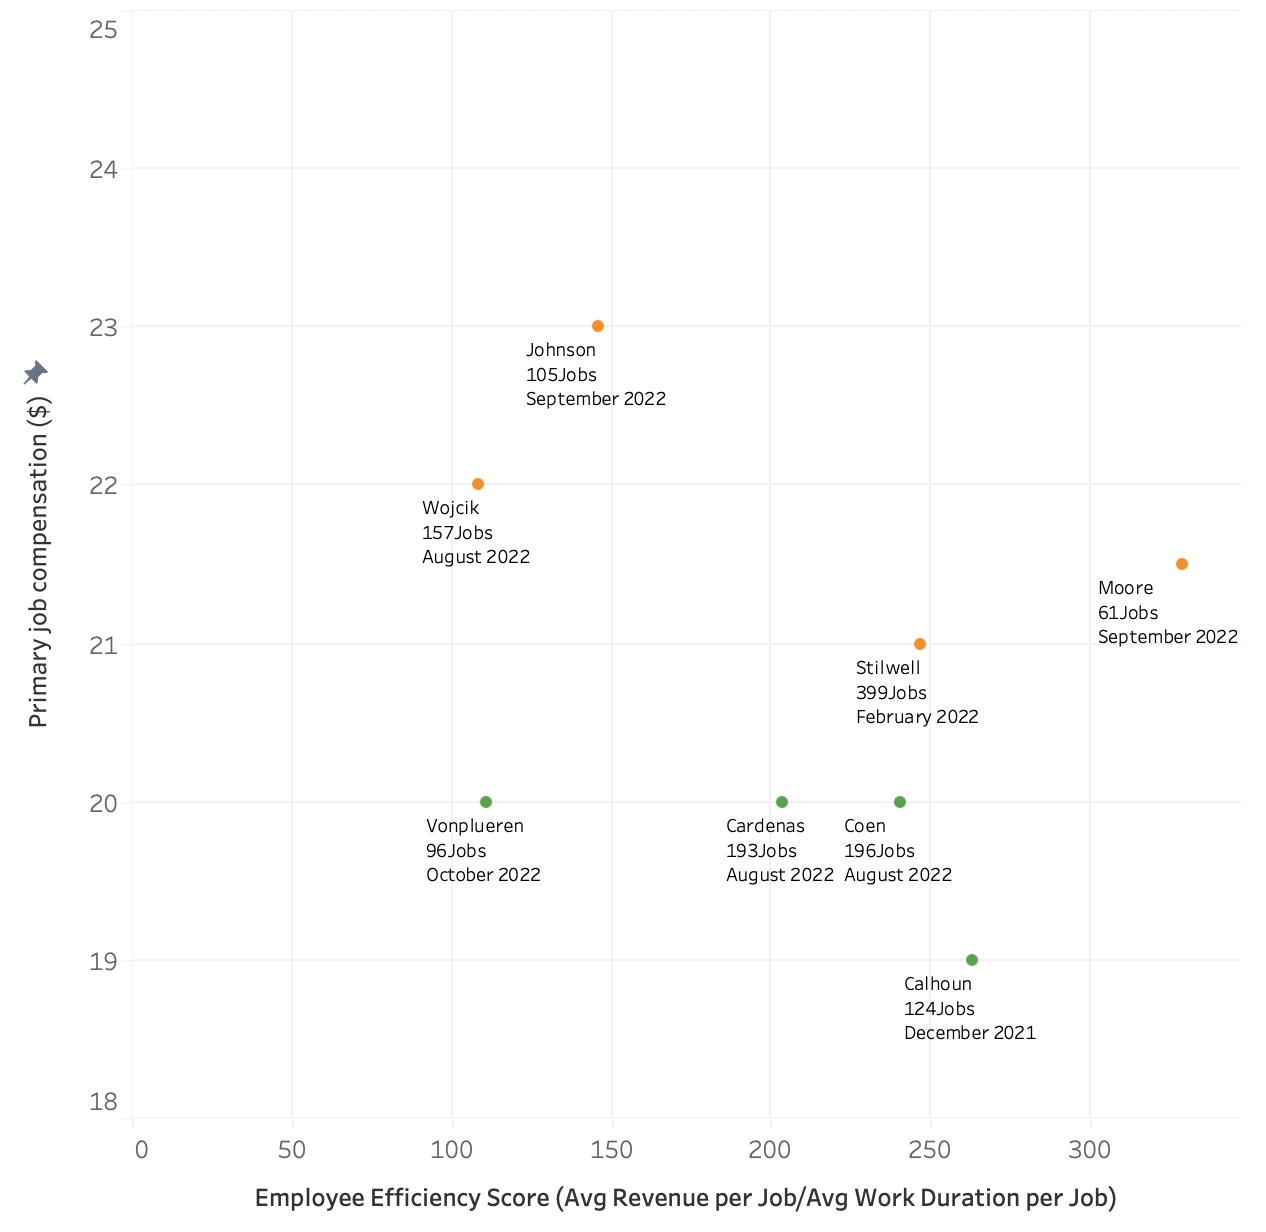 25
24
23
22
21
20
19
18
Primary job compensation ($)
Johnson
105Jobs
September 2022
Wojcik
157Jobs
August 2022
Moore
61Jobs
September 2022
Stilwell
399Jobs
February 2022
Vonplueren
96Jobs
October 2022
Cardenas
193Jobs
August 2022
Coen
196Jobs
August 2022
Calhoun
124Jobs
December 2021
0 50 100 150 200 250 300
Employee Efficiency Score (Avg Revenue per Job/Avg Work Duration per Job)